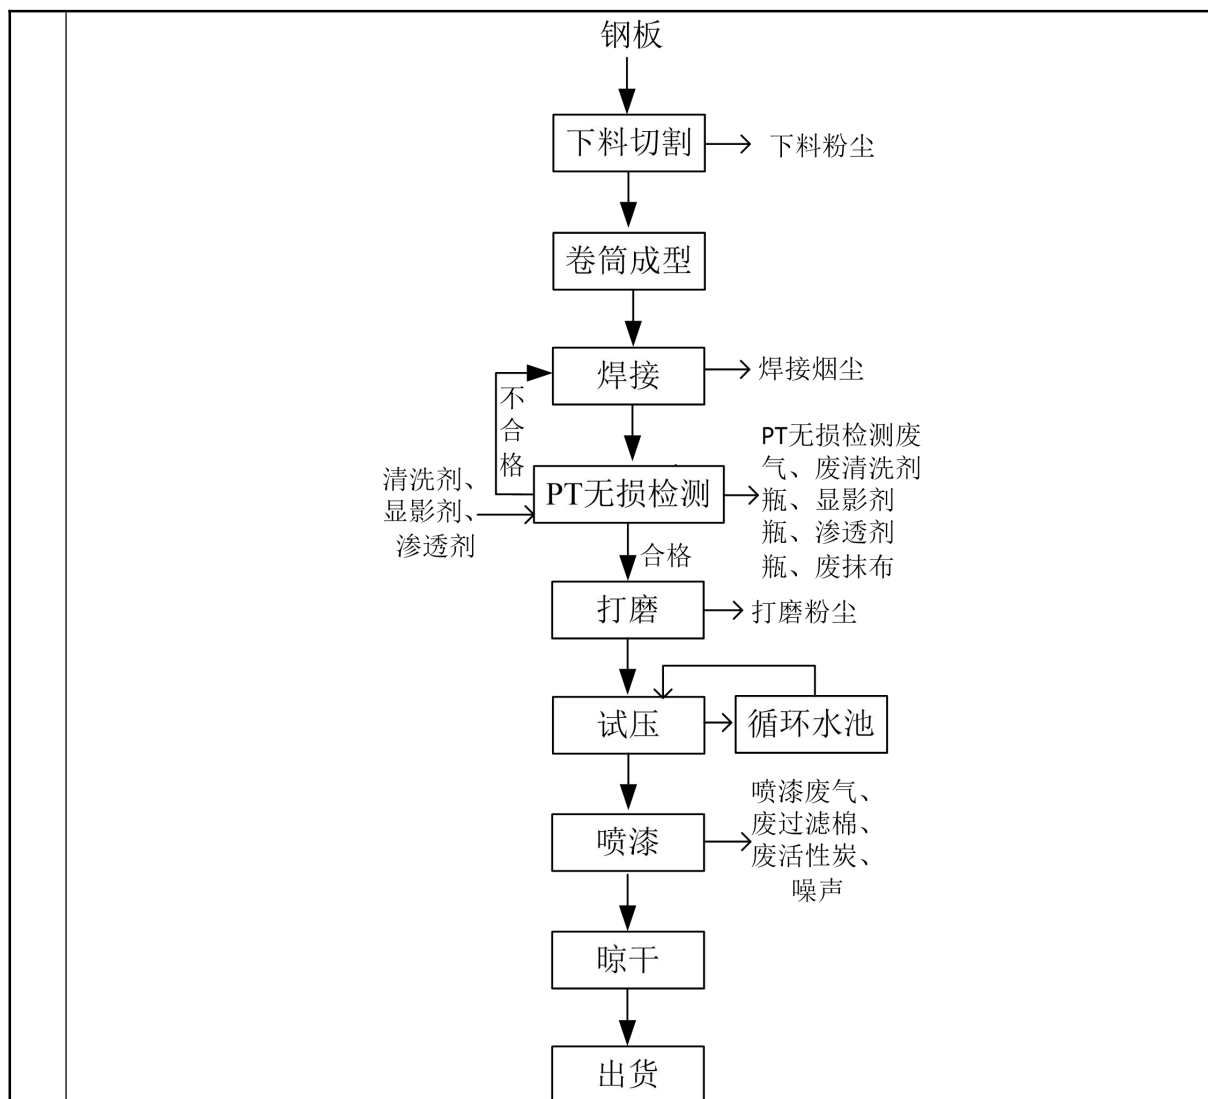 钢板
下料切割
下料粉尘
卷筒成型
焊接
焊接烟尘
不
合
格
清洗剂、
显影剂、
渗透剂
PT无损检测
PT无损检测废
气、废清洗剂
瓶、显影剂
瓶、渗透剂
瓶、废抹布
合格
打磨
打磨粉尘
试压
循环水池
喷漆
喷漆废气、
废过滤棉、
废活性炭、
噪声
晾干
出货